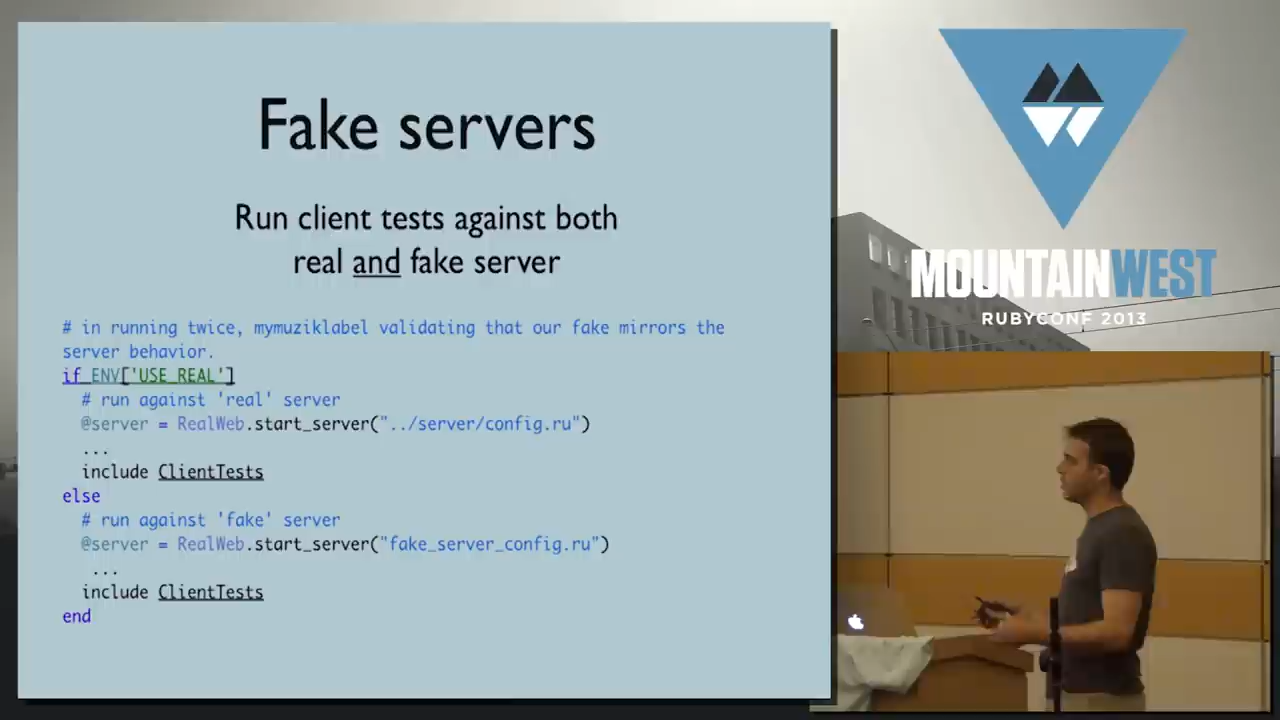 Fake servers
Run client tests against both
real and fake server
# in running twice, mymuziklabel validating that our fake mirrors the
server behavior.
if ENV['USE_REAL']
# run against 'real' server
@server = RealWeb.start_server("../server/config.ru")
...
include ClientTests
else
# run against 'fake' server
@server = RealWeb.start_server("fake_server_config.ru")
...
include ClientTests
end
MOUNTAINWEST
RUBYCONF 2013